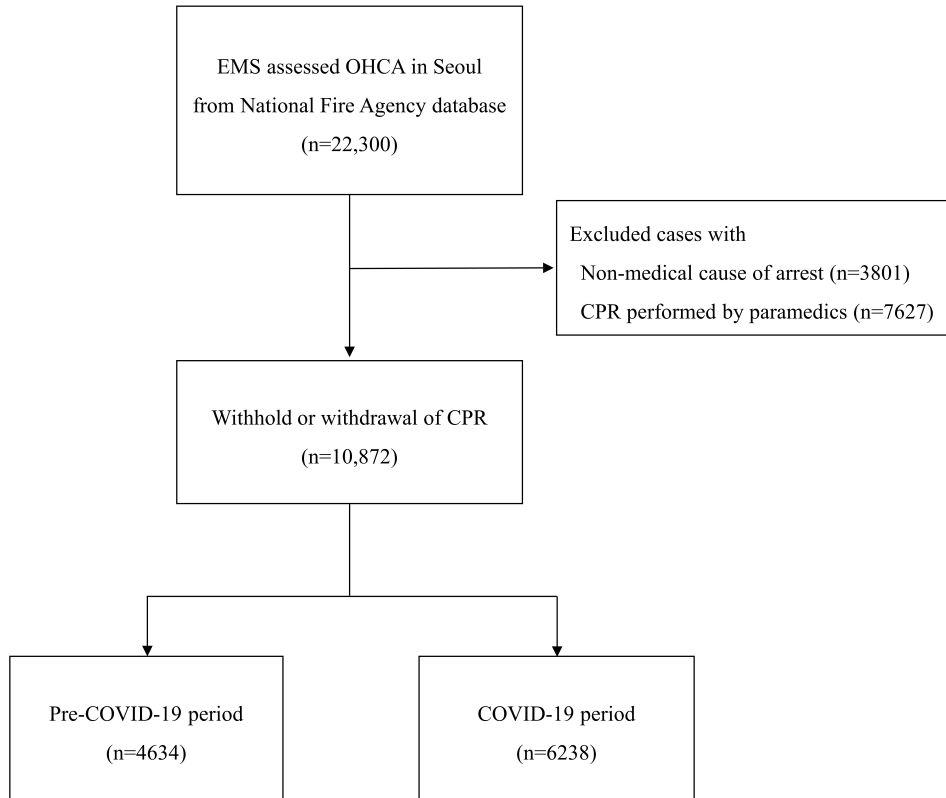 EMS assessed OHCA in Seoul
from National Fire Agency database
(n=22,300)
Excluded cases with
Non-medical cause of arrest (n=3801)
CPR performed by paramedics (n=7627)
Withhold or withdrawal of CPR
(n=10,872)
Pre-COVID-19 period
(n=4634)
COVID-19 period
(n=6238)